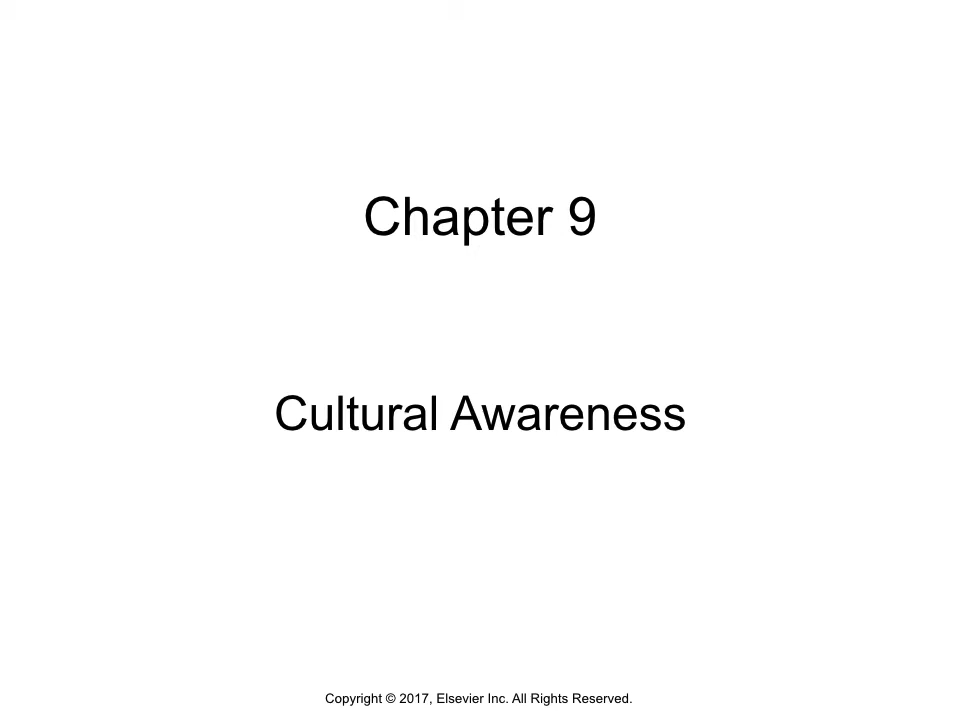 Chapter 9
Cultural Awareness
Copyright © 2017, Elsevier Inc. All Rights Reserved.